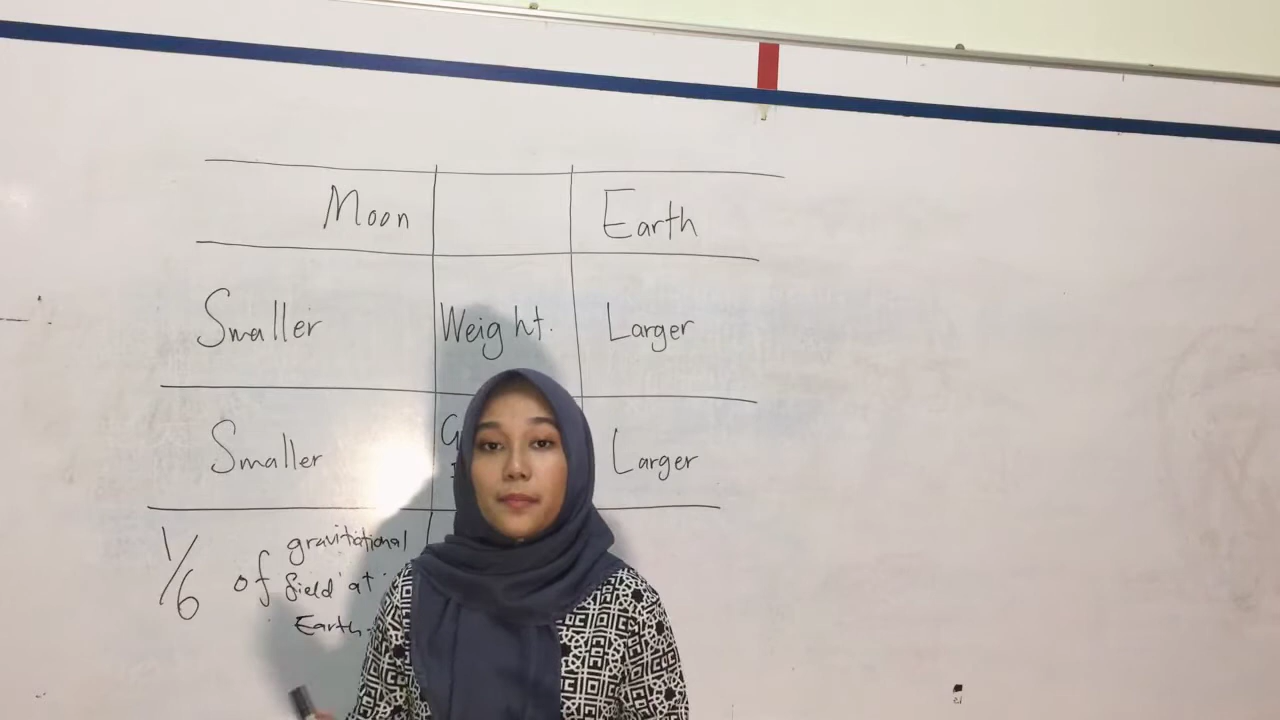 Moon Earth
Smaller Weight. Larger
Smaller Larger
1/6 of gravitational
field at
Earth.